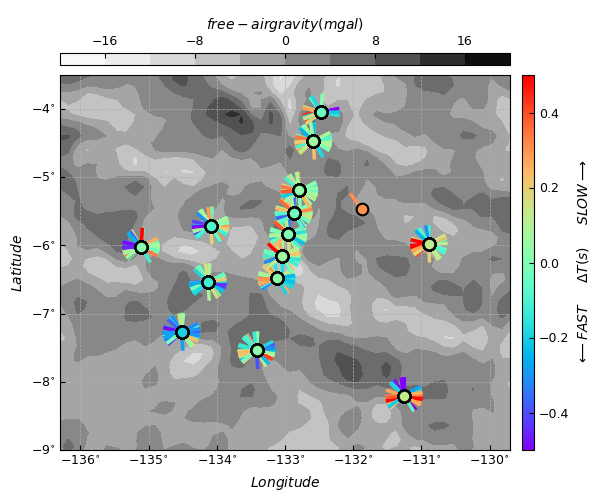 free − airgravity(mgal)
−16 −8 0 8 16
−4°
−5°
−6°
−7°
−8°
−9°
Latitude
−136° −135° −134° −133° −132° −131° −130°
Longitude
0.4
0.2
0.0
−0.2
−0.4
⟵ FAST ΔT(s) SLOW ⟶